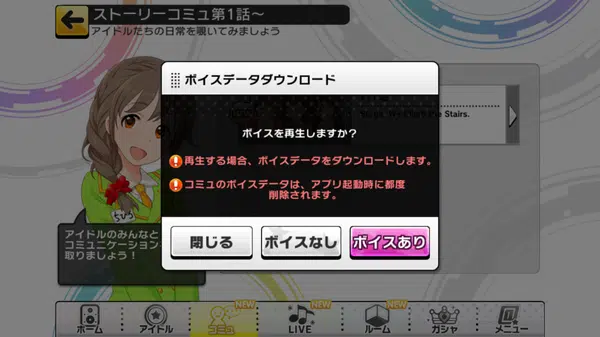 ストーリーコミュ第1話～
アイドルたちの日常を覗いてみましょう
ボイスデータダウンロード
the Stairs.
ボイスを再生しますか？
再生する場合、ボイスデータをダウンロードします。
コミュのボイスデータは、アプリ起動時に都度
削除されます。
閉じる
ボイスなし
ボイスあり
アイドルのみんなと
コミュニケーション
取りましょう！
NEW
NEW
NEW
ホーム
アイドル
コミュ
LIVE
ルーム
ガシャ
メニュー